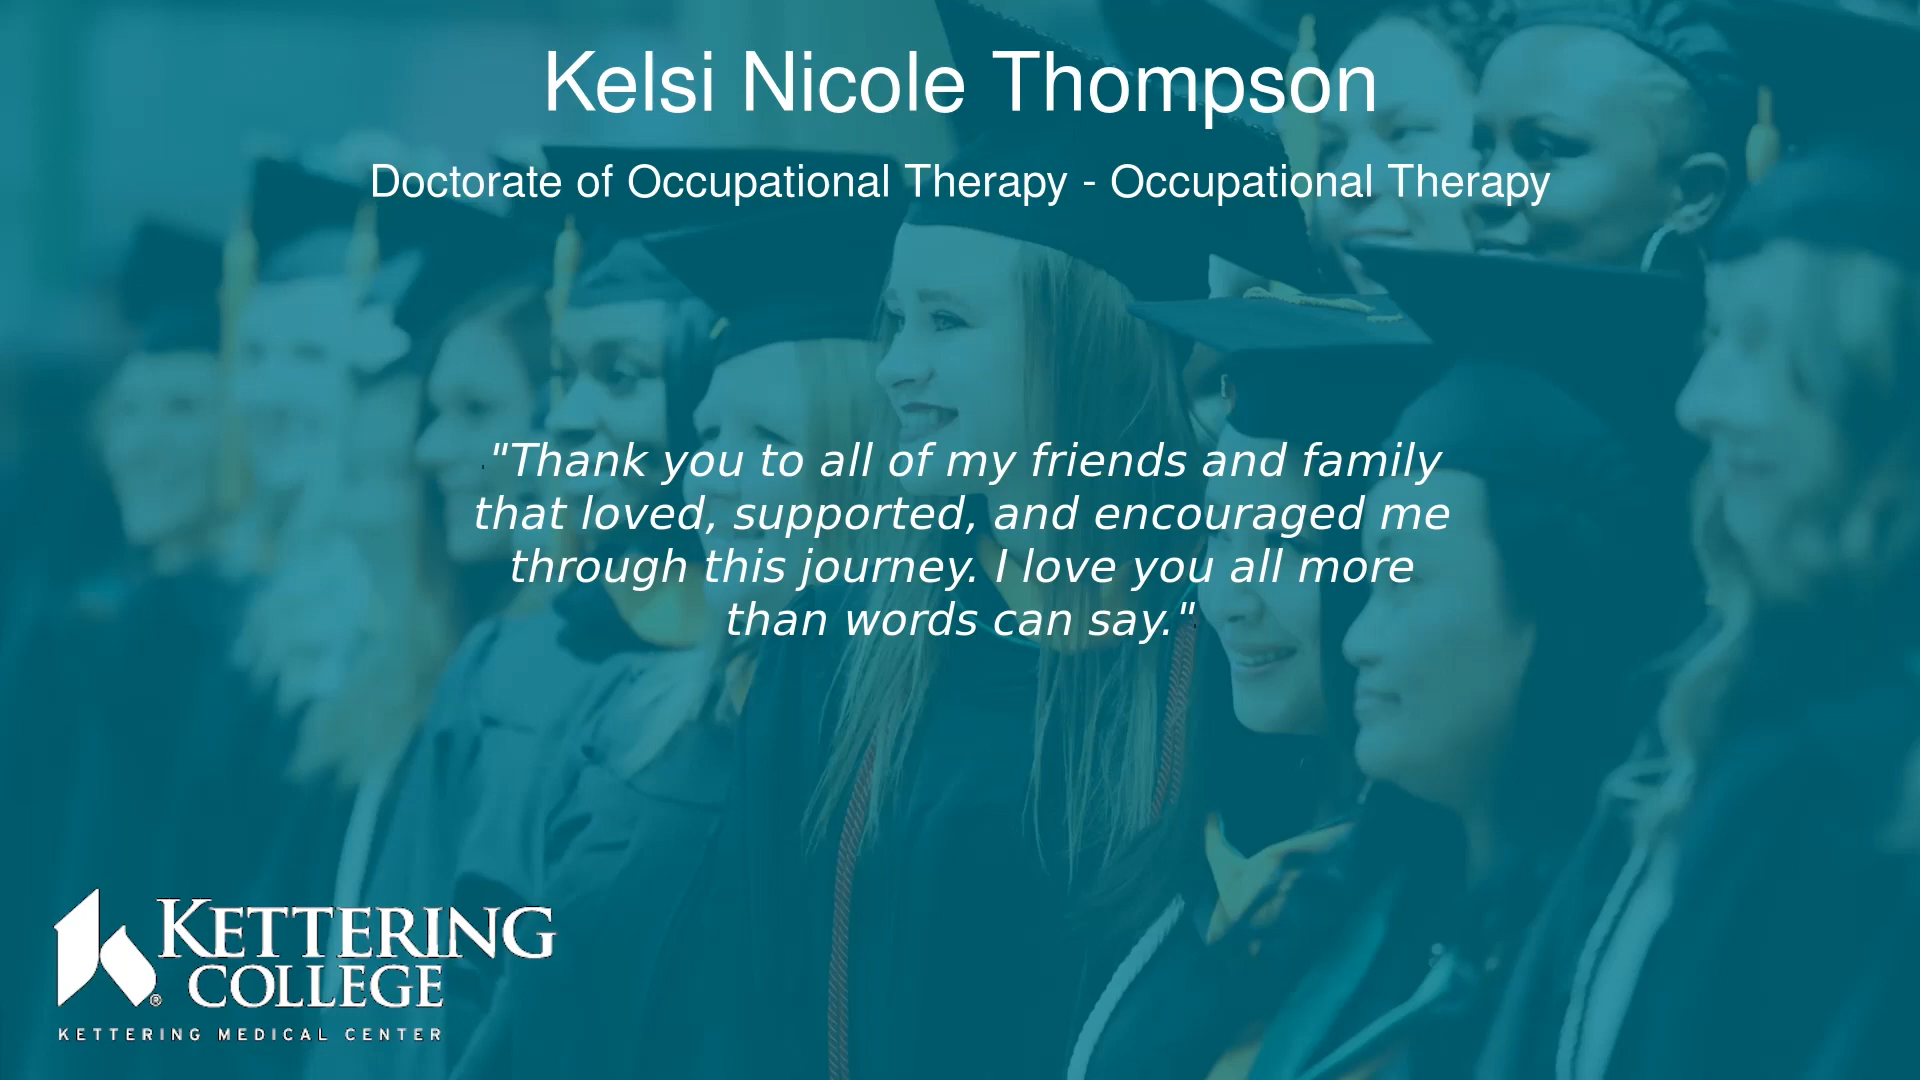 Kelsi Nicole Thompson
Doctorate of Occupational Therapy - Occupational Therapy
"Thank you to all of my friends and family
that loved, supported, and encouraged me
through this journey. I love you all more
than words can say."
KETTERING
COLLEGE
®
KETTERING MEDICAL CENTER